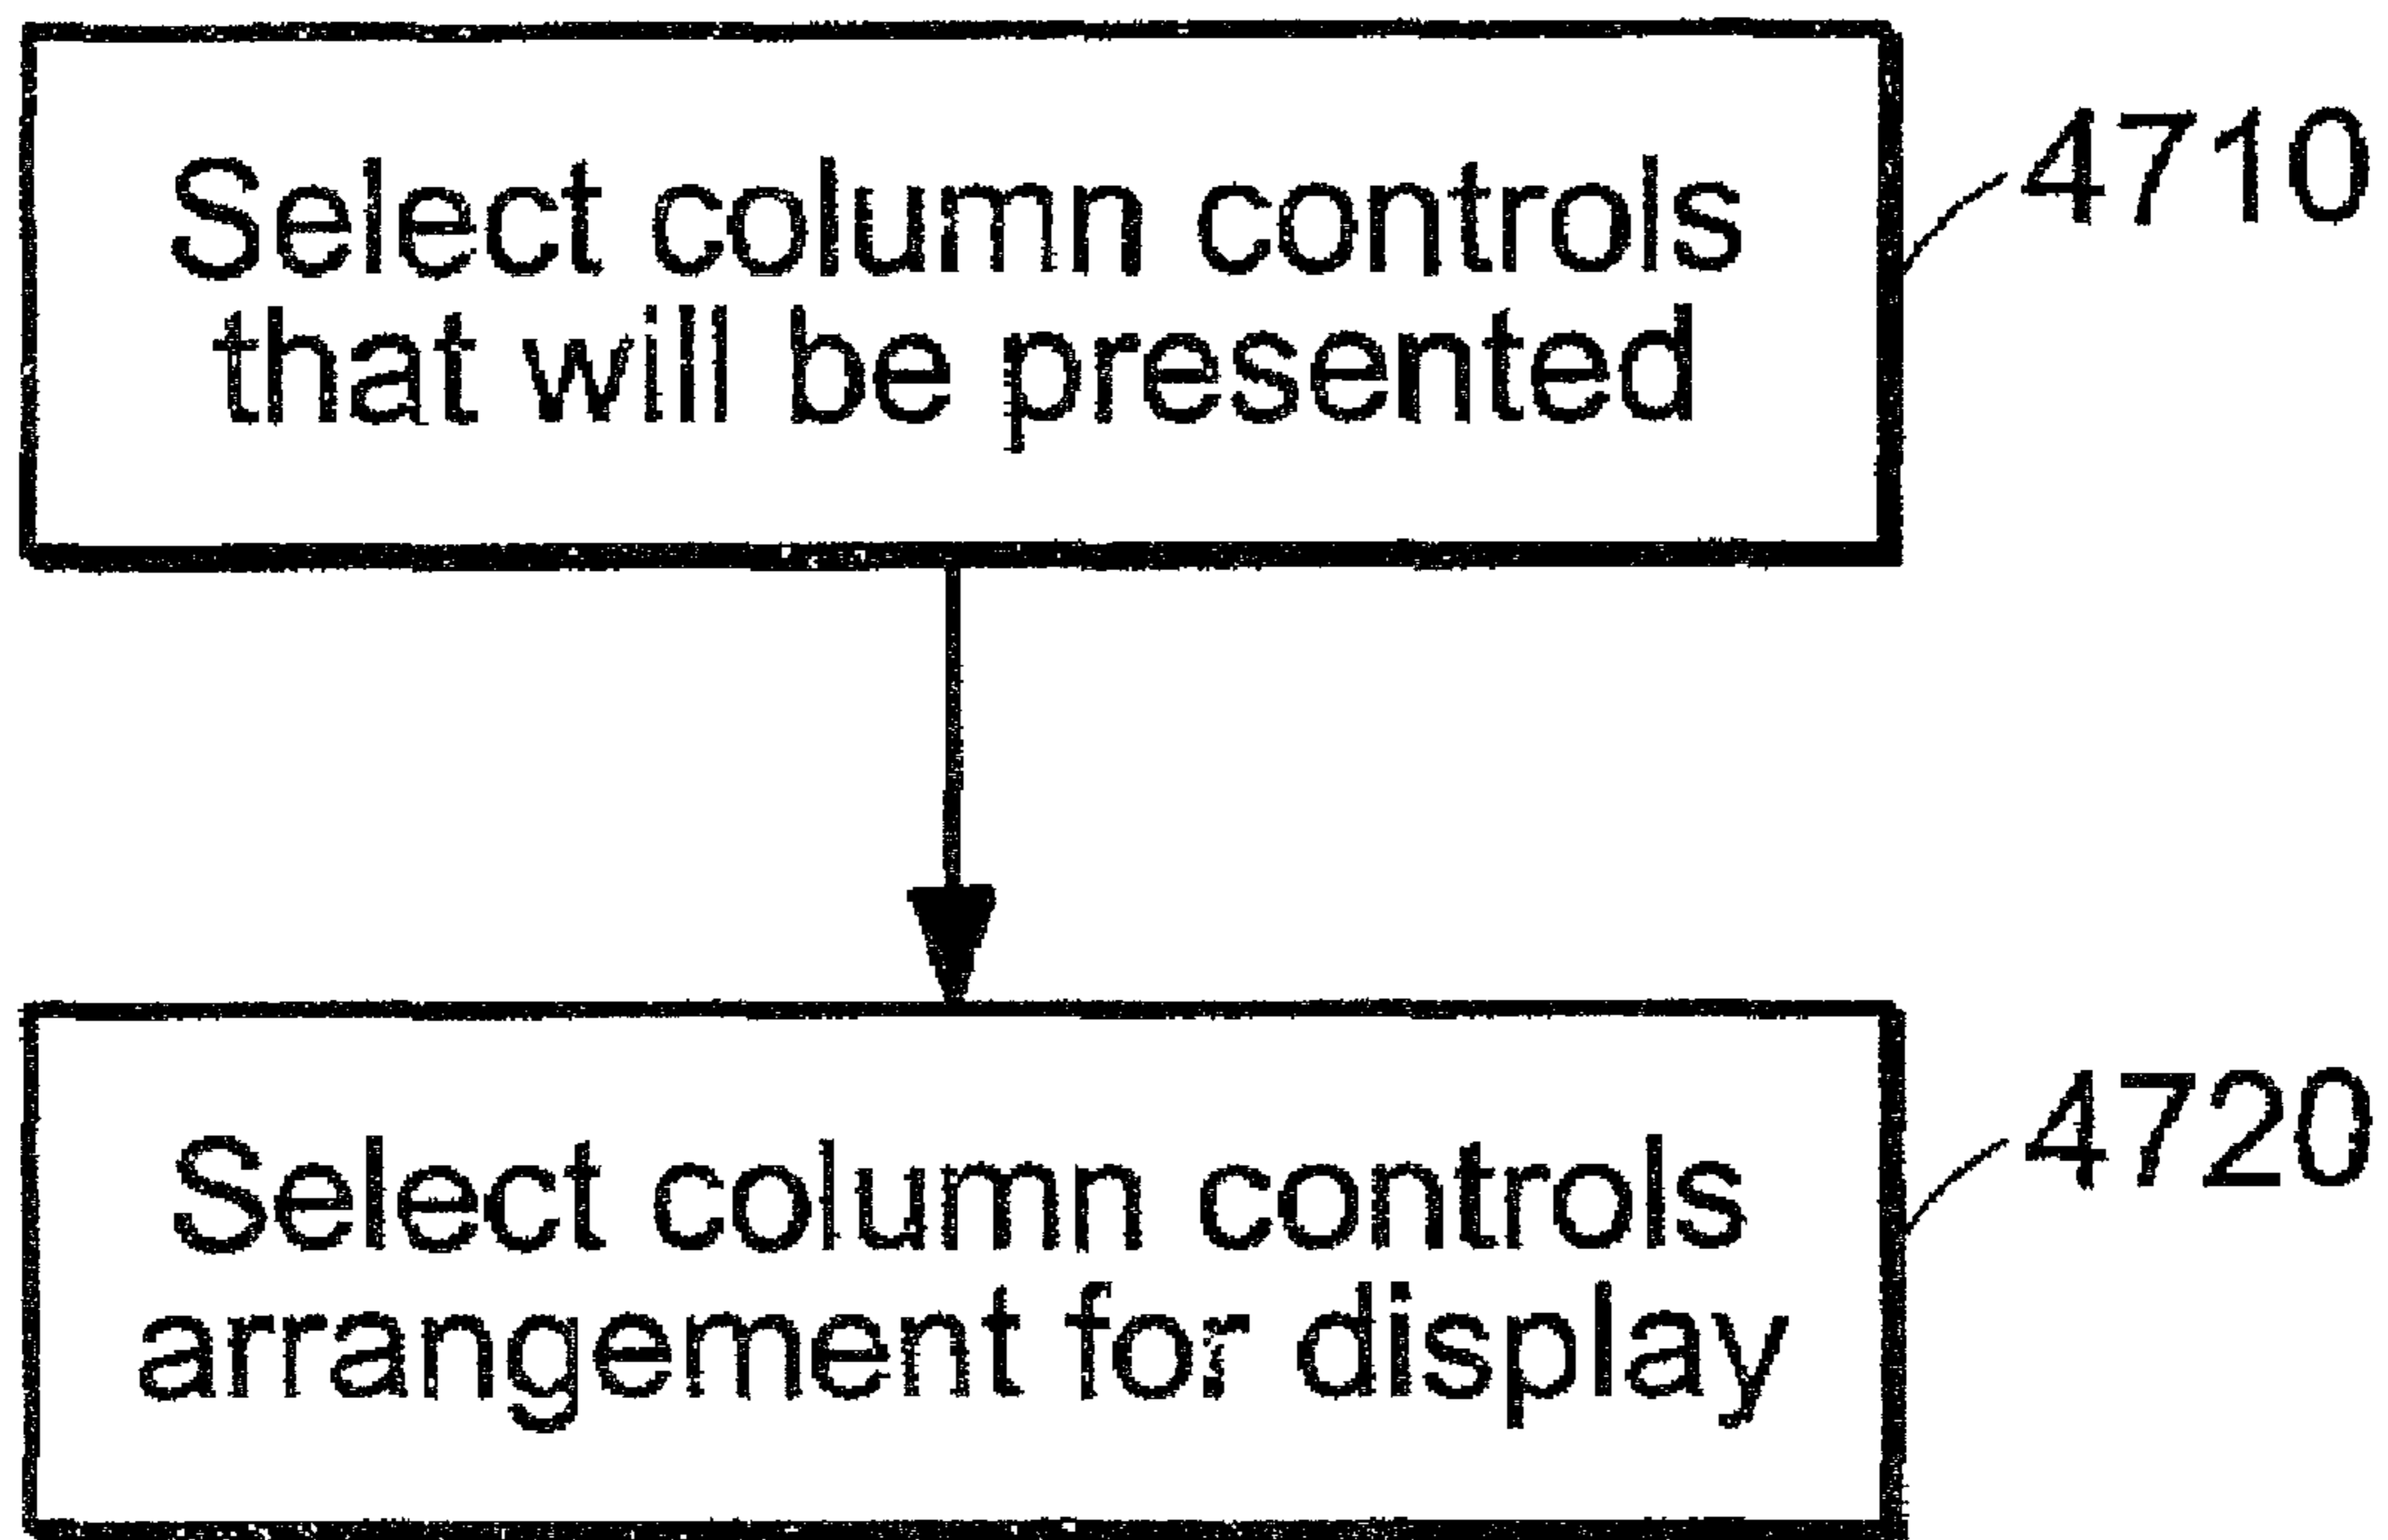 Select column controls
that will be presented
4710
Select column controls
arrangement for display
4720